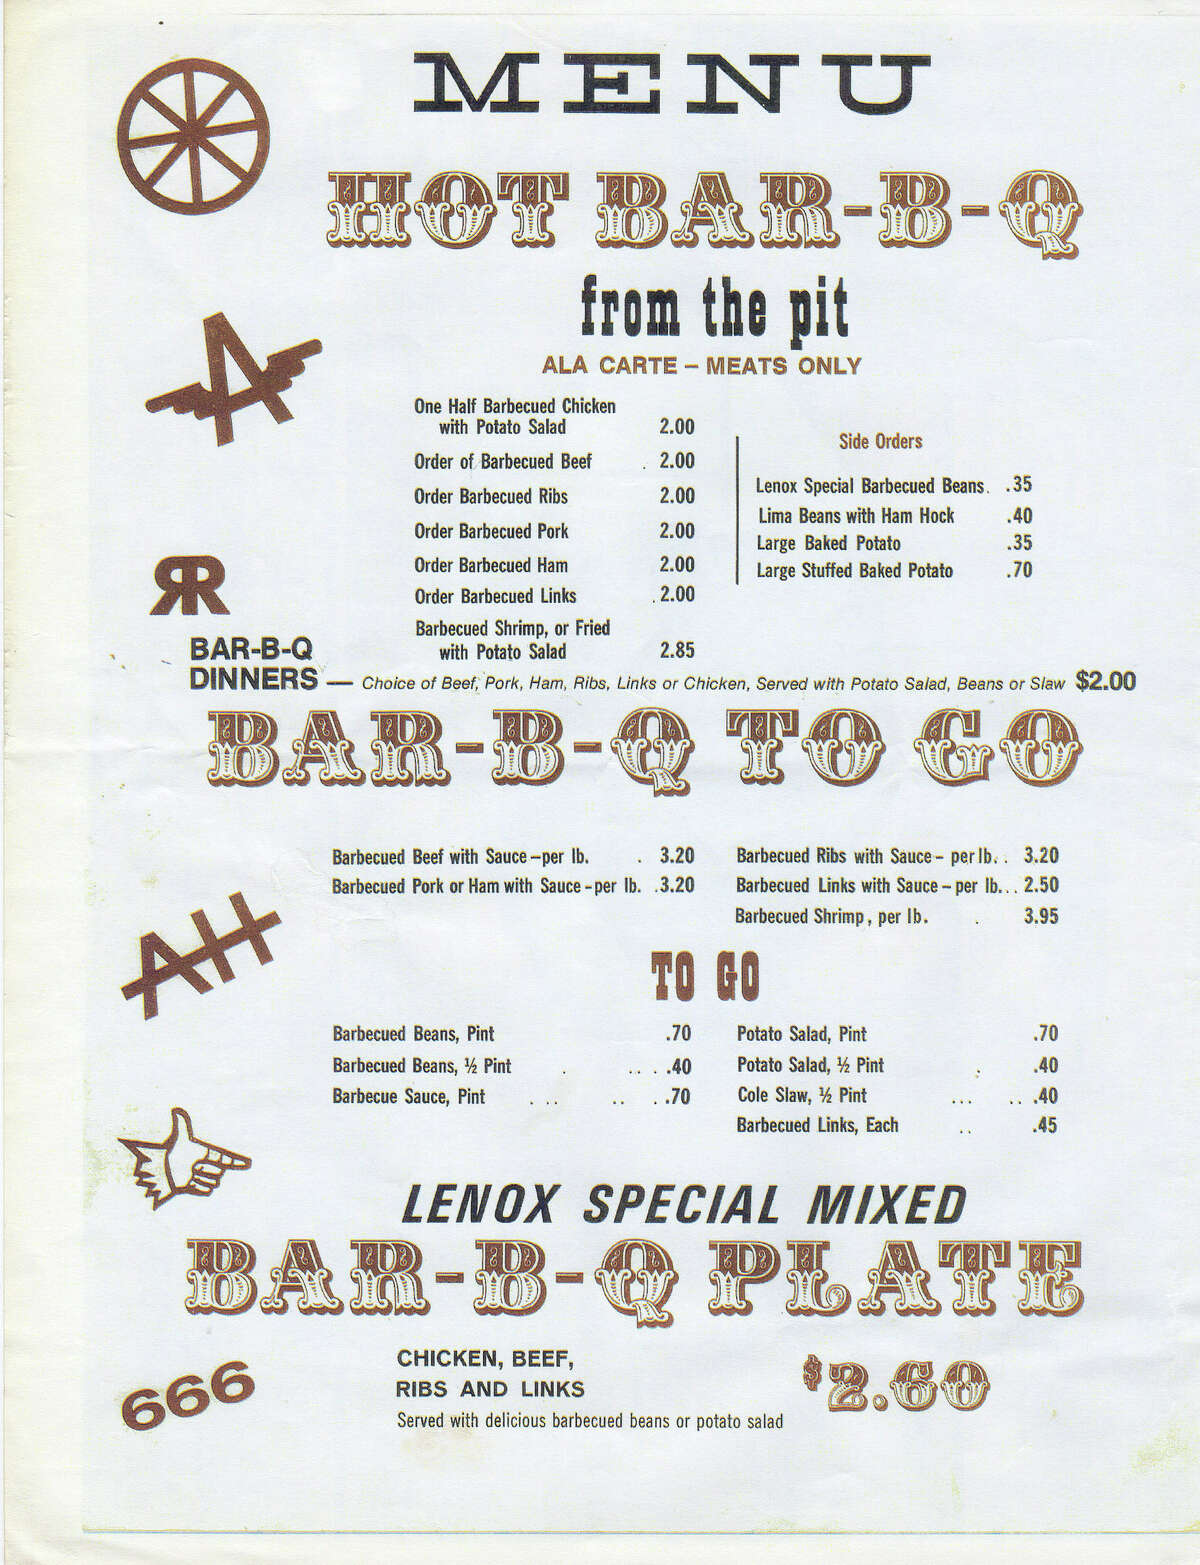 MENU
HOT BAR-B-Q
from the pit
ALA CARTE – MEATS ONLY
One Half Barbecued Chicken
with Potato Salad 2.00
Order of Barbecued Beef . 2.00
Order Barbecued Ribs 2.00
Order Barbecued Pork 2.00
Order Barbecued Ham 2.00
Order Barbecued Links . 2.00
Barbecued Shrimp, or Fried
with Potato Salad 2.85
Side Orders
Lenox Special Barbecued Beans. .35
Lima Beans with Ham Hock .40
Large Baked Potato .35
Large Stuffed Baked Potato .70
A
RR
BAR-B-Q
DINNERS — Choice of Beef, Pork, Ham, Ribs, Links or Chicken, Served with Potato Salad, Beans or Slaw $2.00
BAR-B-Q TO GO
Barbecued Beef with Sauce – per lb. . 3.20
Barbecued Pork or Ham with Sauce - per lb. .3.20
Barbecued Ribs with Sauce - per lb. . 3.20
Barbecued Links with Sauce – per lb... 2.50
Barbecued Shrimp, per lb. . 3.95
AH
TO GO
Barbecued Beans, Pint .70
Barbecued Beans, ½ Pint . .. . .40
Barbecue Sauce, Pint . .. .. . .70
Potato Salad, Pint .70
Potato Salad, ½ Pint . .40
Cole Slaw, ½ Pint ... .. .40
Barbecued Links, Each .. .45
LENOX SPECIAL MIXED
BAR-B-Q PLATE
CHICKEN, BEEF,
RIBS AND LINKS
Served with delicious barbecued beans or potato salad
$2.60
666